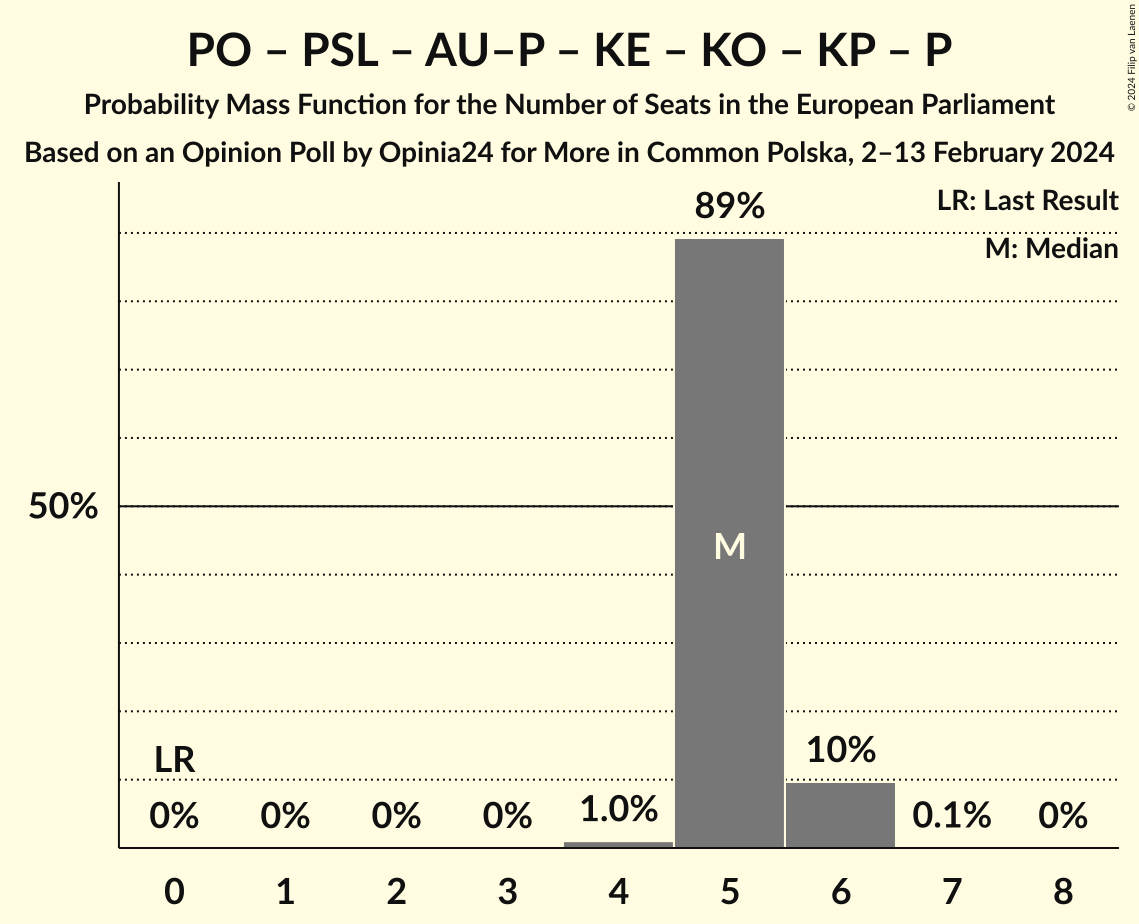 PO – PSL – AU–P – KE – KO – KP – P
Probability Mass Function for the Number of Seats in the European Parliament
Based on an Opinion Poll by Opinia24 for More in Common Polska, 2–13 February 2024
© 2024 Filip van Laenen
LR: Last Result
M: Median
89%
50%
M
LR
10%
0% 0% 0% 0% 1.0% 0.1% 0%
0 1 2 3 4 5 6 7 8